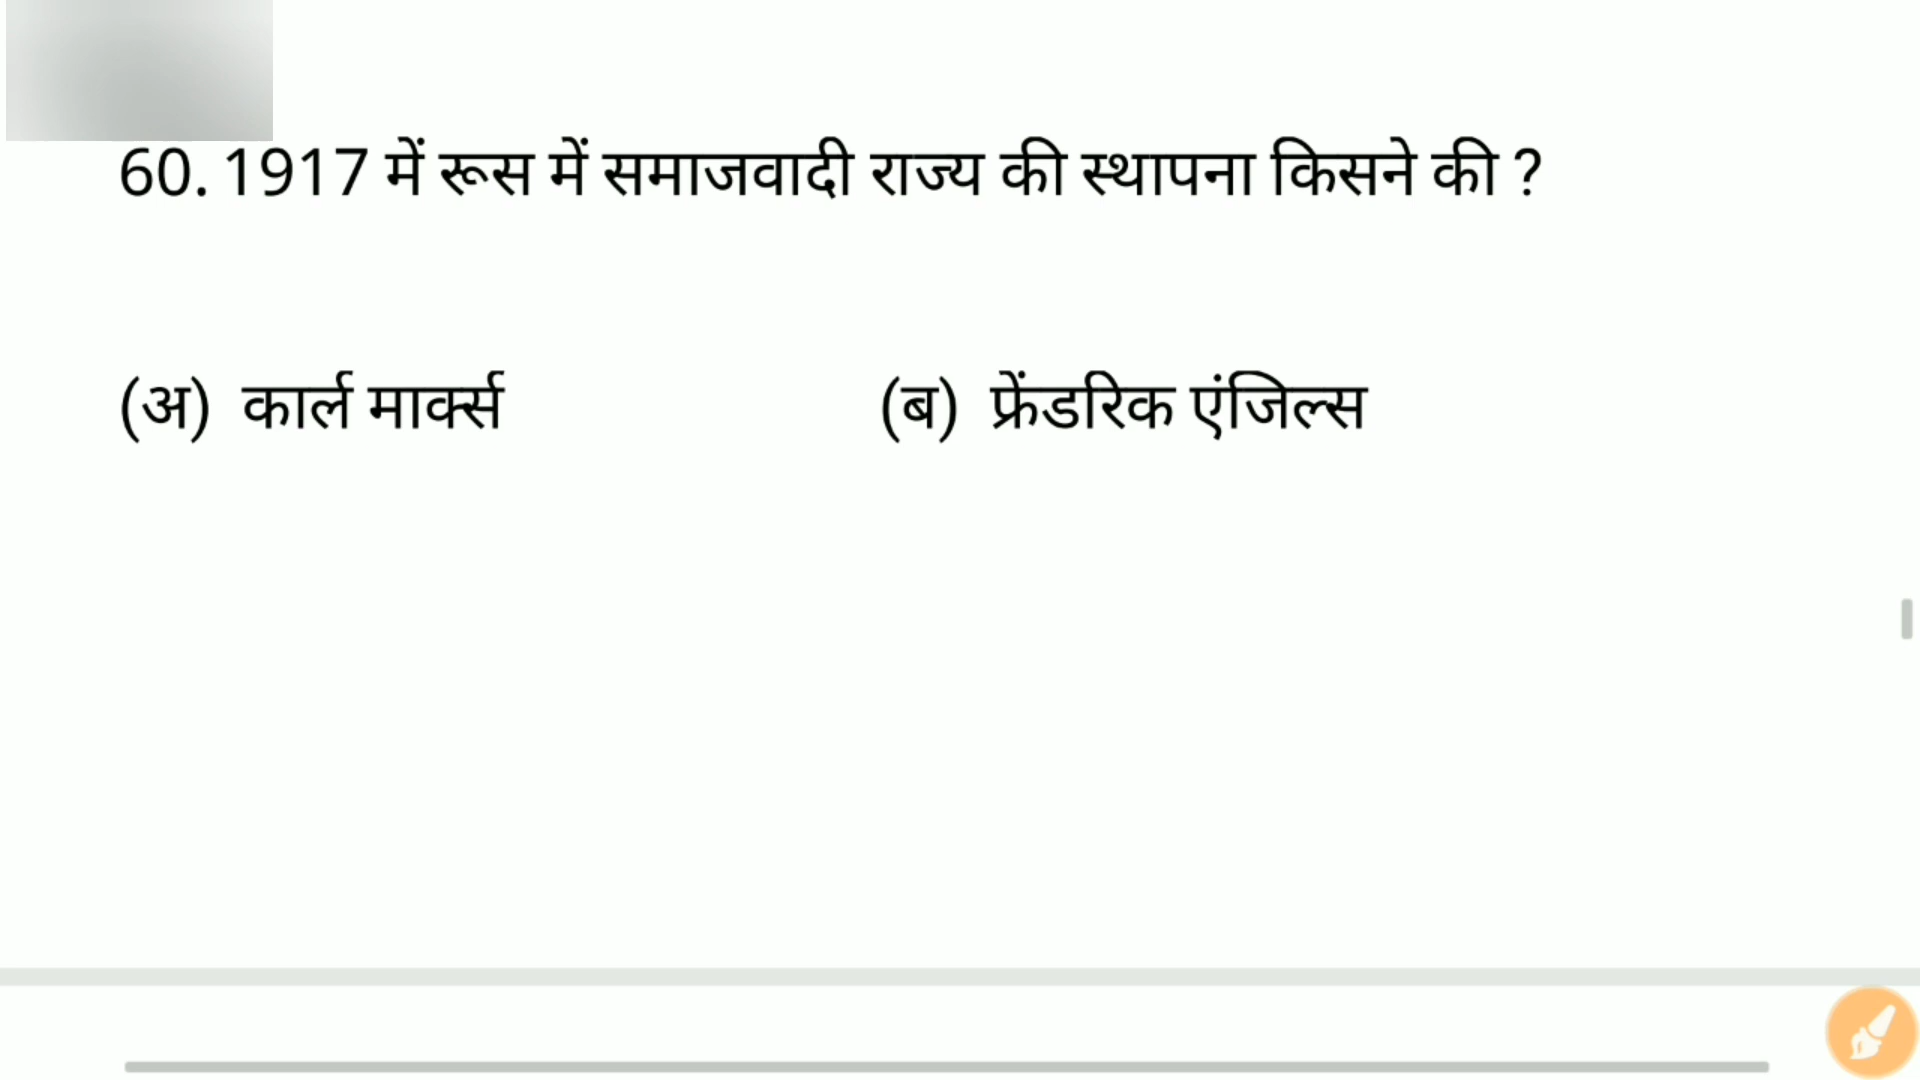 60. 1917 में रूस में समाजवादी राज्य की स्थापना किसने की ?
(अ) कार्ल मार्क्स (ब) फ्रेंडरिक एंजिल्स